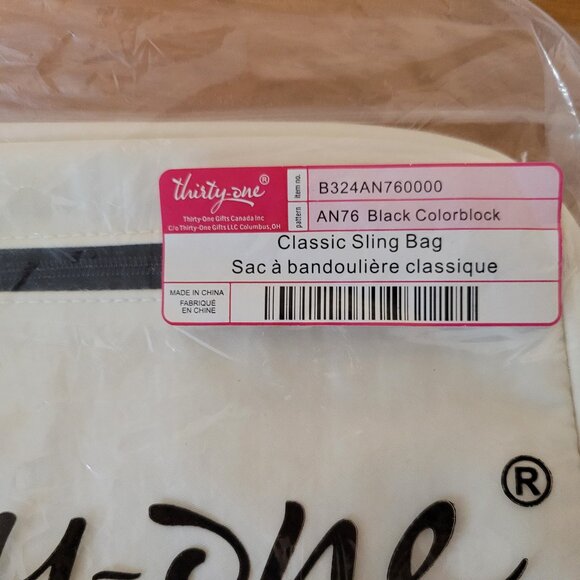 thirty-one®
Thirty-One Gifts Canada Inc
C/o Thirty-One Gifts LLC Columbus, OH
item no.
B324AN760000
pattern
AN76 Black Colorblock
Classic Sling Bag
Sac à bandoulière classique
MADE IN CHINA
FABRIQUÉ
EN CHINE
y-one®